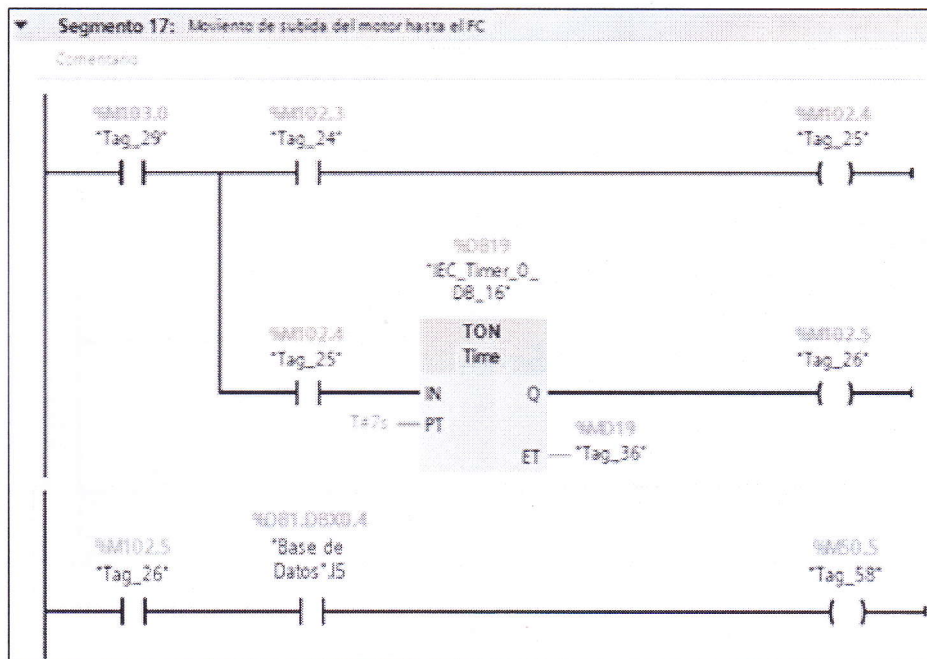 Segmento 17: Moviento de subida del motor hasta el FC
Comentario
%M103.0
"Tag_29"
%M102.3
"Tag_24"
%M102.4
"Tag_25"
%DB19
"IEC_Timer_0_
DB_16"
TON
Time
%M102.4
"Tag_25"
%M102.5
"Tag_26"
IN
Q
T#7s
PT
%MD19
ET
"Tag_36"
%DB1.DBX0.4
%M102.5
"Base de
%M50.5
"Tag_26"
Datos".I5
"Tag_58"